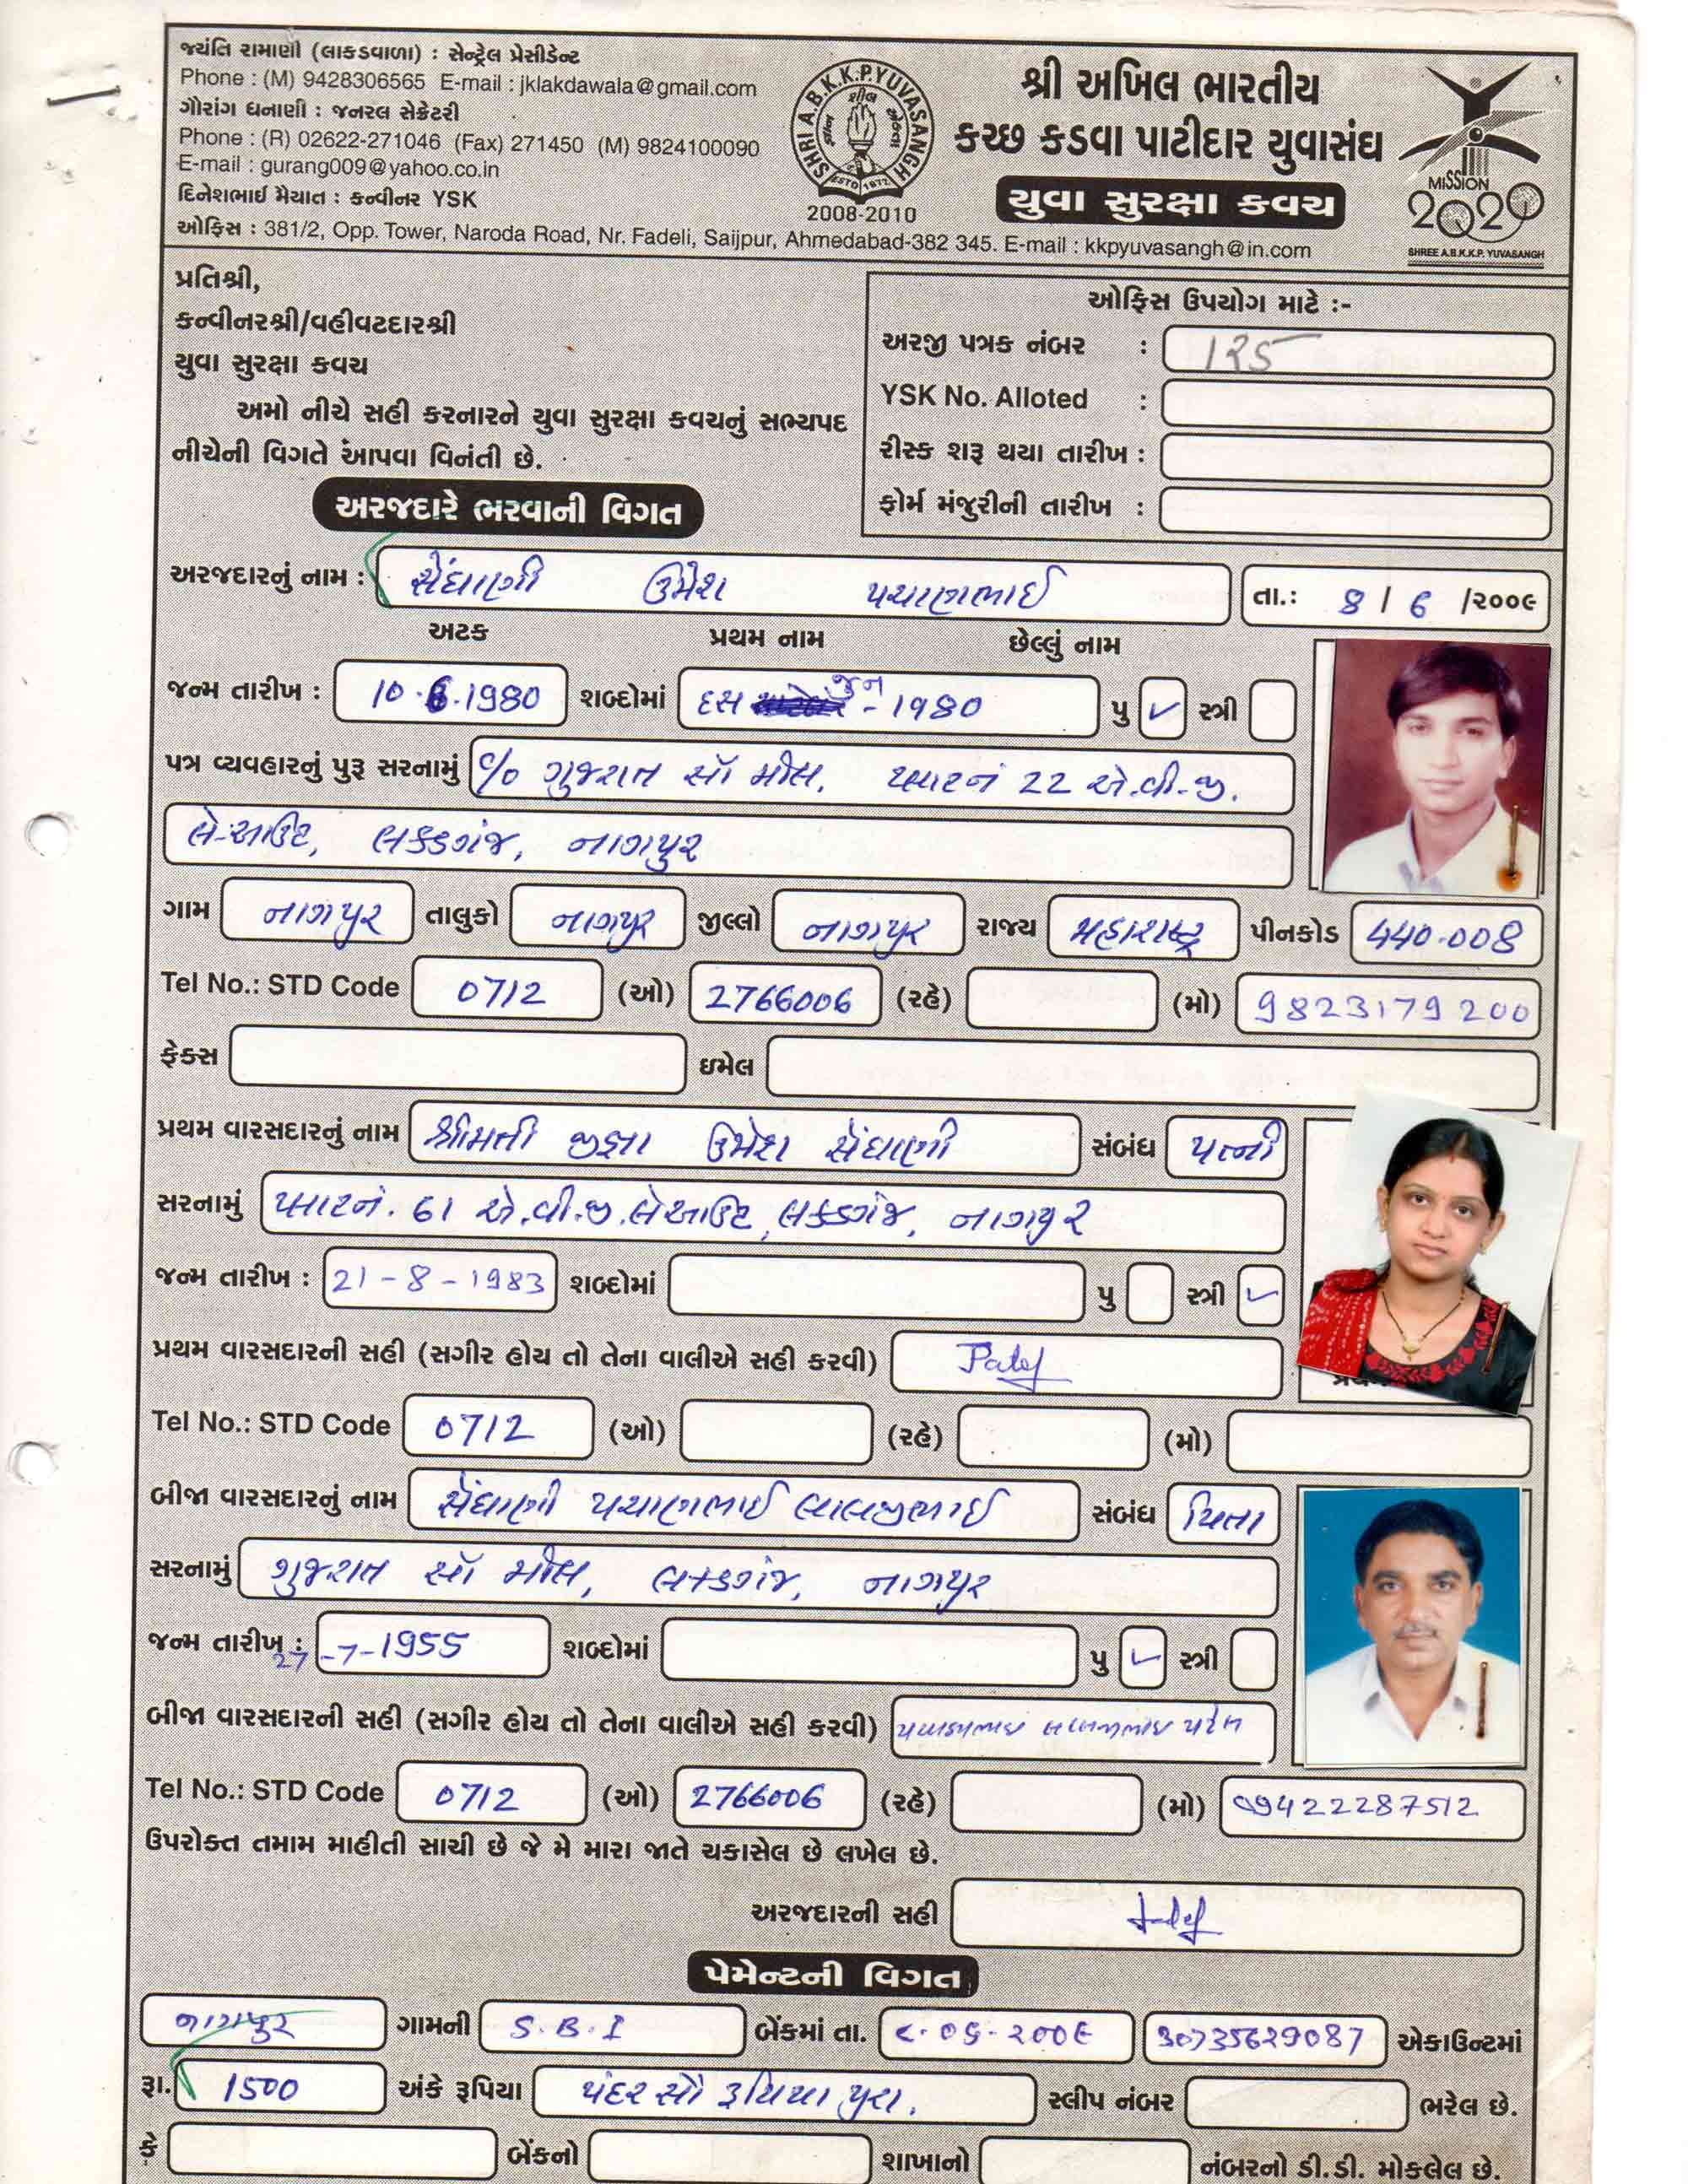 જયંતિ રામાણી (લાકડવાળા) : સેન્ટ્રેલ પ્રેસીડેન્ટ
Phone : (M) 9428306565 E-mail : jklakdawala@gmail.com
ગૌરાંગ ધનાણી : જનરલ સેક્રેટરી
Phone : (R) 02622-271046 (Fax) 271450 (M) 9824100090
E-mail : gurang009@yahoo.co.in
દિનેશભાઈ મૈયાત : કન્વીનર YSK
SHRI A.B.K.K.P. YUVASANGH
ESTD 1972
2008-2010
શ્રી અખિલ ભારતીય
કચ્છ કડવા પાટીદાર યુવાસંઘ
યુવા સુરક્ષા કવચ
MISSION
2020
SHREE A.B.K.K.P. YUVASANGH
ઓફિસ : 381/2, Opp. Tower, Naroda Road, Nr. Fadeli, Saijpur, Ahmedabad-382 345. E-mail : kkpyuvasangh@in.com
પ્રતિશ્રી,
કન્વીનરશ્રી/વહીવટદારશ્રી
યુવા સુરક્ષા કવચ
અમો નીચે સહી કરનારને યુવા સુરક્ષા કવચનું સભ્યપદ
નીચેની વિગતે આપવા વિનંતી છે.
ઓફિસ ઉપયોગ માટે :-
અરજી પત્રક નંબર : 125
YSK No. Alloted :
રીસ્ક શરૂ થયા તારીખ :
ફોર્મ મંજુરીની તારીખ :
અરજદારે ભરવાની વિગત
અરજદારનું નામ : સેંઘાણી ઉમેશ પચાણભાઈ તા.: 8 / 6 /૨૦૦૯
અટક પ્રથમ નામ છેલ્લું નામ
જન્મ તારીખ : 10-6-1980 શબ્દોમાં દસ જુન - 1980 પુ ✓ સ્ત્રી
પત્ર વ્યવહારનું પુરૂ સરનામું c/o ગુજરાત સૉ મીલ, પ્લાટનં 22 એ.વી.જી.
લે-આઉટ, લકડગંજ, નાગપુર
ગામ નાગપુર તાલુકો નાગપુર જીલ્લો નાગપુર રાજ્ય મહારાષ્ટ્ર પીનકોડ 440-008
Tel No.: STD Code 0712 (ઓ) 2766006 (રહે) (મો) 9823179200
ફેક્સ ઇમેલ
પ્રથમ વારસદારનું નામ શ્રીમતી જીજ્ઞા ઉમેશ સેંઘાણી સંબંધ પત્ની
સરનામું પ્લાટનં. 61 એ.વી.જી.લેઆઉટ, લકડગંજ, નાગપુર
જન્મ તારીખ : 21-8-1983 શબ્દોમાં પુ સ્ત્રી ✓
પ્રથમ વારસદારની સહી (સગીર હોય તો તેના વાલીએ સહી કરવી)
Tel No.: STD Code 0712 (ઓ) (રહે) (મો)
બીજા વારસદારનું નામ સેંઘાણી પચાણભાઈ લાલજીભાઈ સંબંધ પિતા
સરનામું ગુજરાત સૉ મીલ, લકડગંજ, નાગપુર
જન્મ તારીખ : 27-7-1955 શબ્દોમાં પુ ✓ સ્ત્રી
બીજા વારસદારની સહી (સગીર હોય તો તેના વાલીએ સહી કરવી) પચાણભાઈ લાલજીભાઈ પટેલ
Tel No.: STD Code 0712 (ઓ) 2766006 (રહે) (મો) 09422287512
ઉપરોક્ત તમામ માહીતી સાચી છે જે મે મારા જાતે ચકાસેલ છે લખેલ છે.
અરજદારની સહી
પેમેન્ટની વિગત
નાગપુર ગામની S.B.I બેંકમાં તા. 30735629087 એકાઉન્ટમાં
રૂા. 1500 અંકે રૂપિયા પંદર સો રૂપિયા પુરા. સ્લીપ નંબર ભરેલ છે.
કે બેંકનો શાખાનો નંબરનો ડી.ડી. મોકલેલ છે.